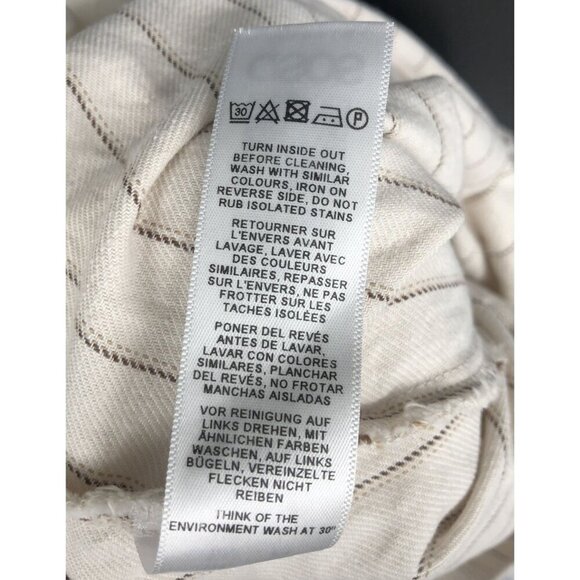 30 P
TURN INSIDE OUT
BEFORE CLEANING,
WASH WITH SIMILAR
COLOURS, IRON ON
REVERSE SIDE, DO NOT
RUB ISOLATED STAINS
RETOURNER SUR
L'ENVERS AVANT
LAVAGE, LAVER AVEC
DES COULEURS
SIMILAIRES, REPASSER
SUR L'ENVERS, NE PAS
FROTTER SUR LES
TACHES ISOLÉES
PONER DEL REVÉS
ANTES DE LAVAR,
LAVAR CON COLORES
SIMILARES, PLANCHAR
DEL REVÉS, NO FROTAR
MANCHAS AISLADAS
VOR REINIGUNG AUF
LINKS DREHEN, MIT
ÄHNLICHEN FARBEN
WASCHEN, AUF LINKS
BÜGELN, VEREINZELTE
FLECKEN NICHT
REIBEN
THINK OF THE
ENVIRONMENT WASH AT 30°